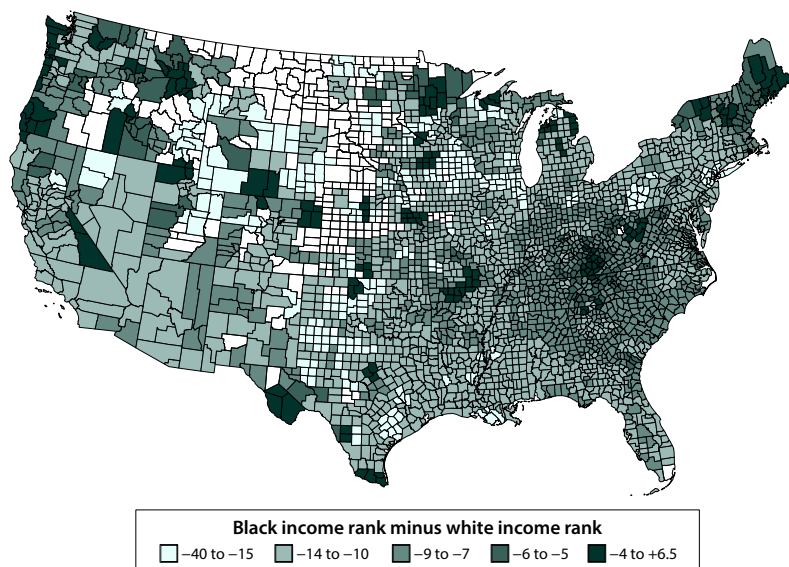 Black income rank minus white income rank
−40 to −15 −14 to −10 −9 to −7 −6 to −5 −4 to +6.5